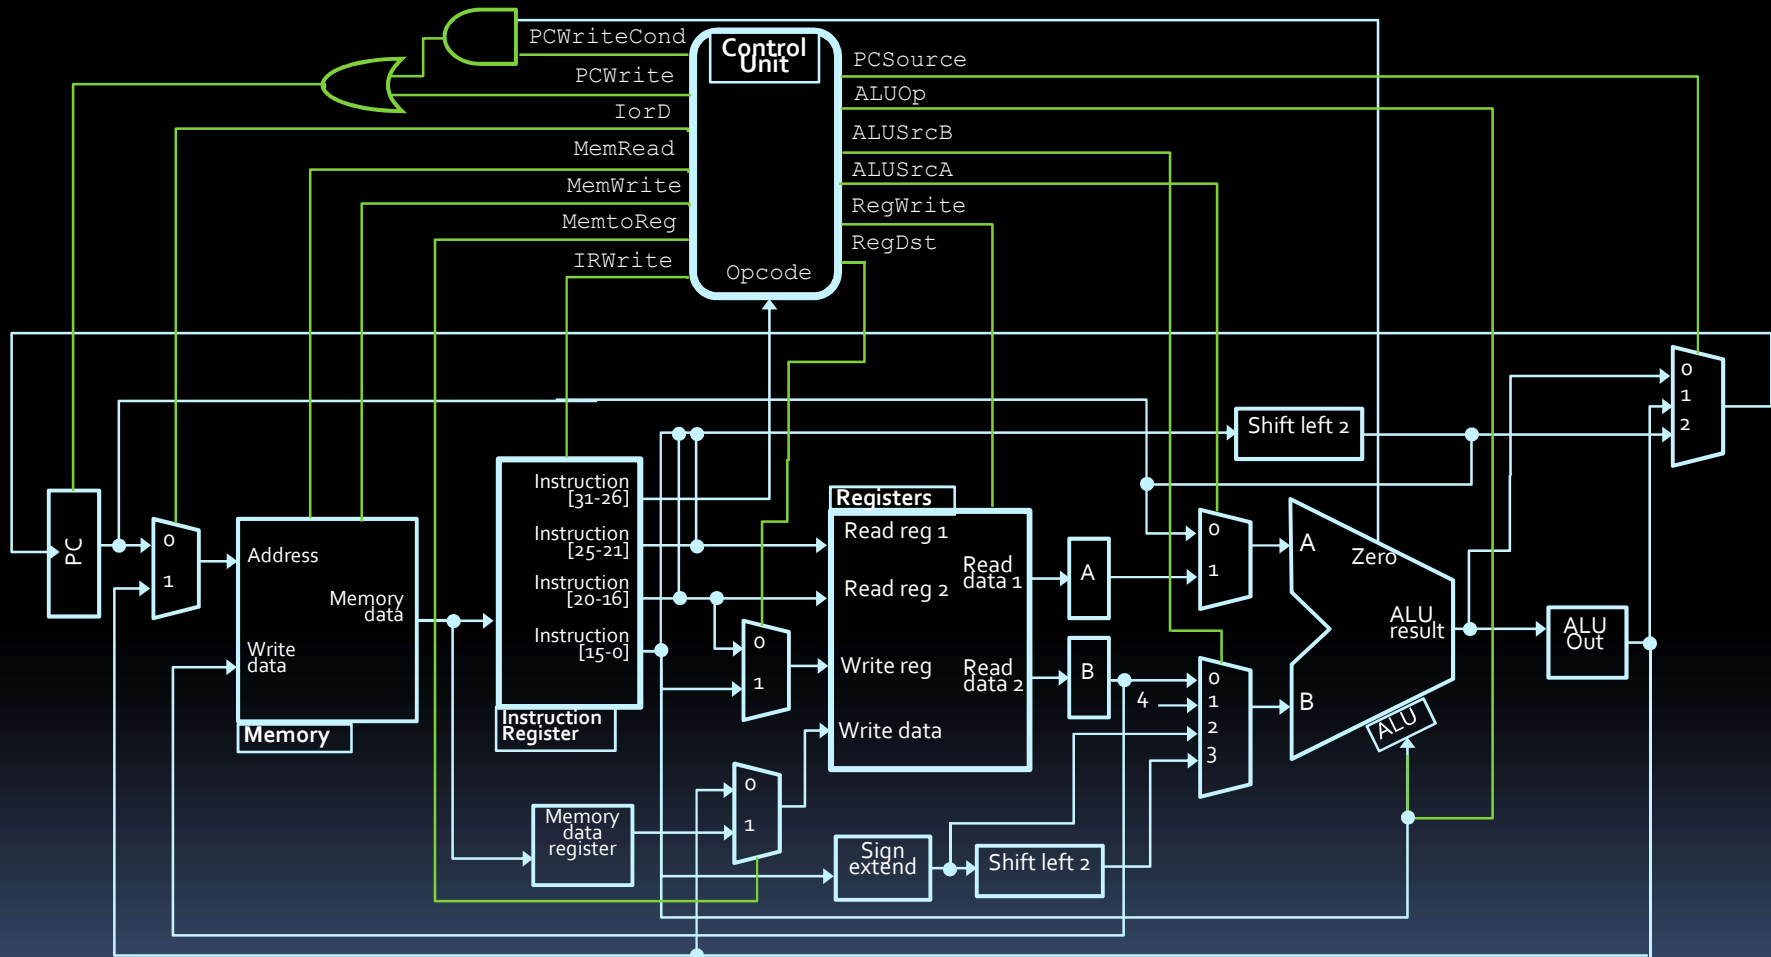 PCWriteCond
PCWrite
IorD
MemRead
MemWrite
MemtoReg
IRWrite
Control
Unit
Opcode
PCSource
ALUOp
ALUSrcB
ALUSrcA
RegWrite
RegDst
PC
0
1
Address
Memory
data
Write
data
Memory
Instruction
[31-26]
Instruction
[25-21]
Instruction
[20-16]
Instruction
[15-0]
Instruction
Register
Memory
data
register
0
1
0
1
Registers
Read reg 1
Read reg 2
Write reg
Write data
Read
data 1
Read
data 2
Sign
extend
Shift left 2
A
B
4
0
1
0
1
2
3
Shift left 2
A
B
Zero
ALU
result
ALU
ALU
Out
0
1
2